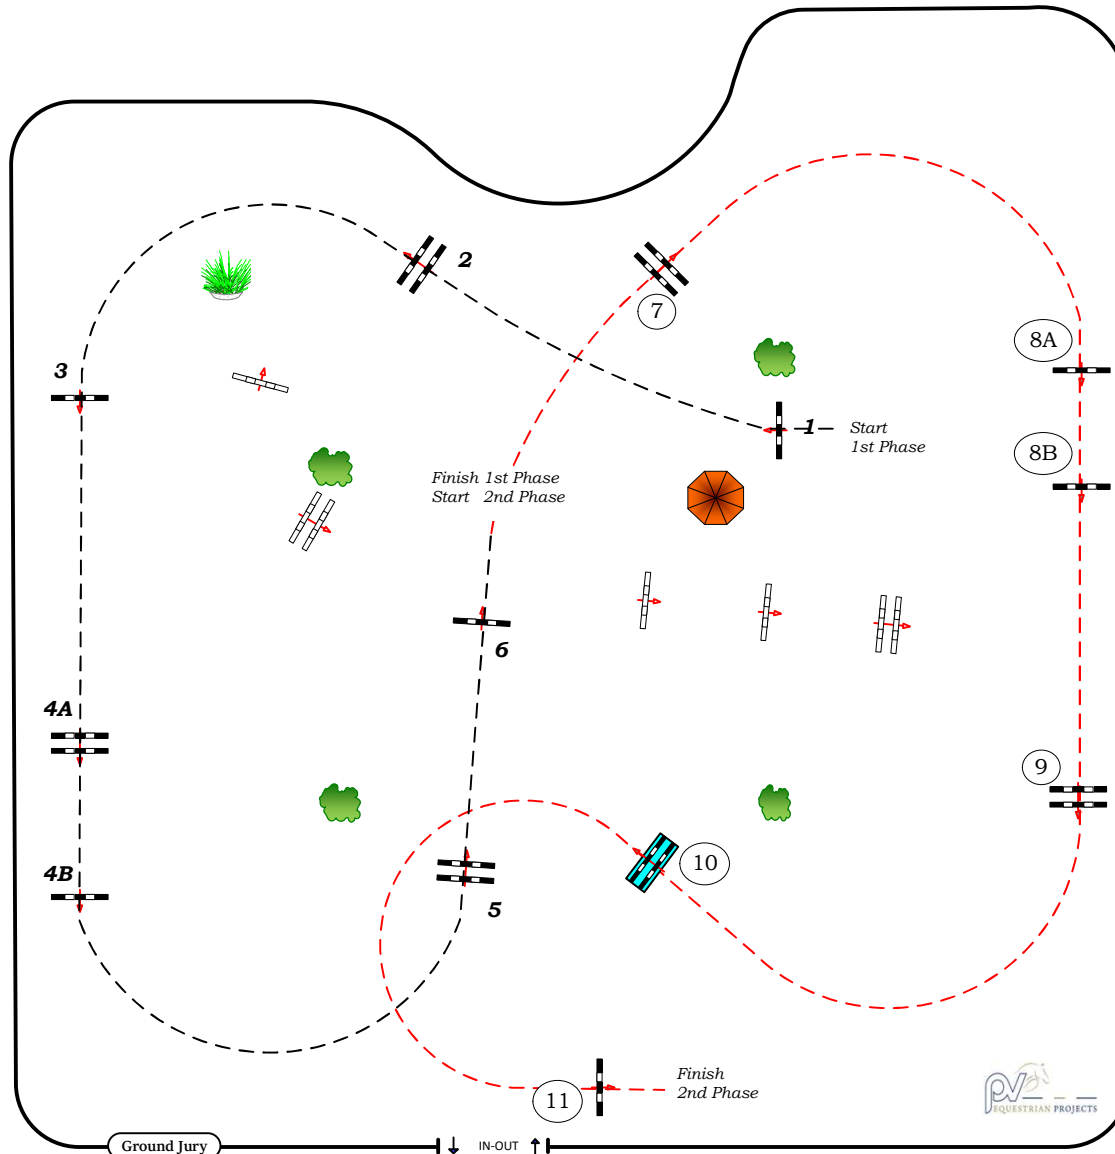 2
7
8A
3
1
Start
1st Phase
8B
Finish 1st Phase
Start 2nd Phase
6
4A
9
10
4B
5
Finish
2nd Phase
11
pv
EQUESTRIAN PROJECTS
Ground Jury
IN-OUT